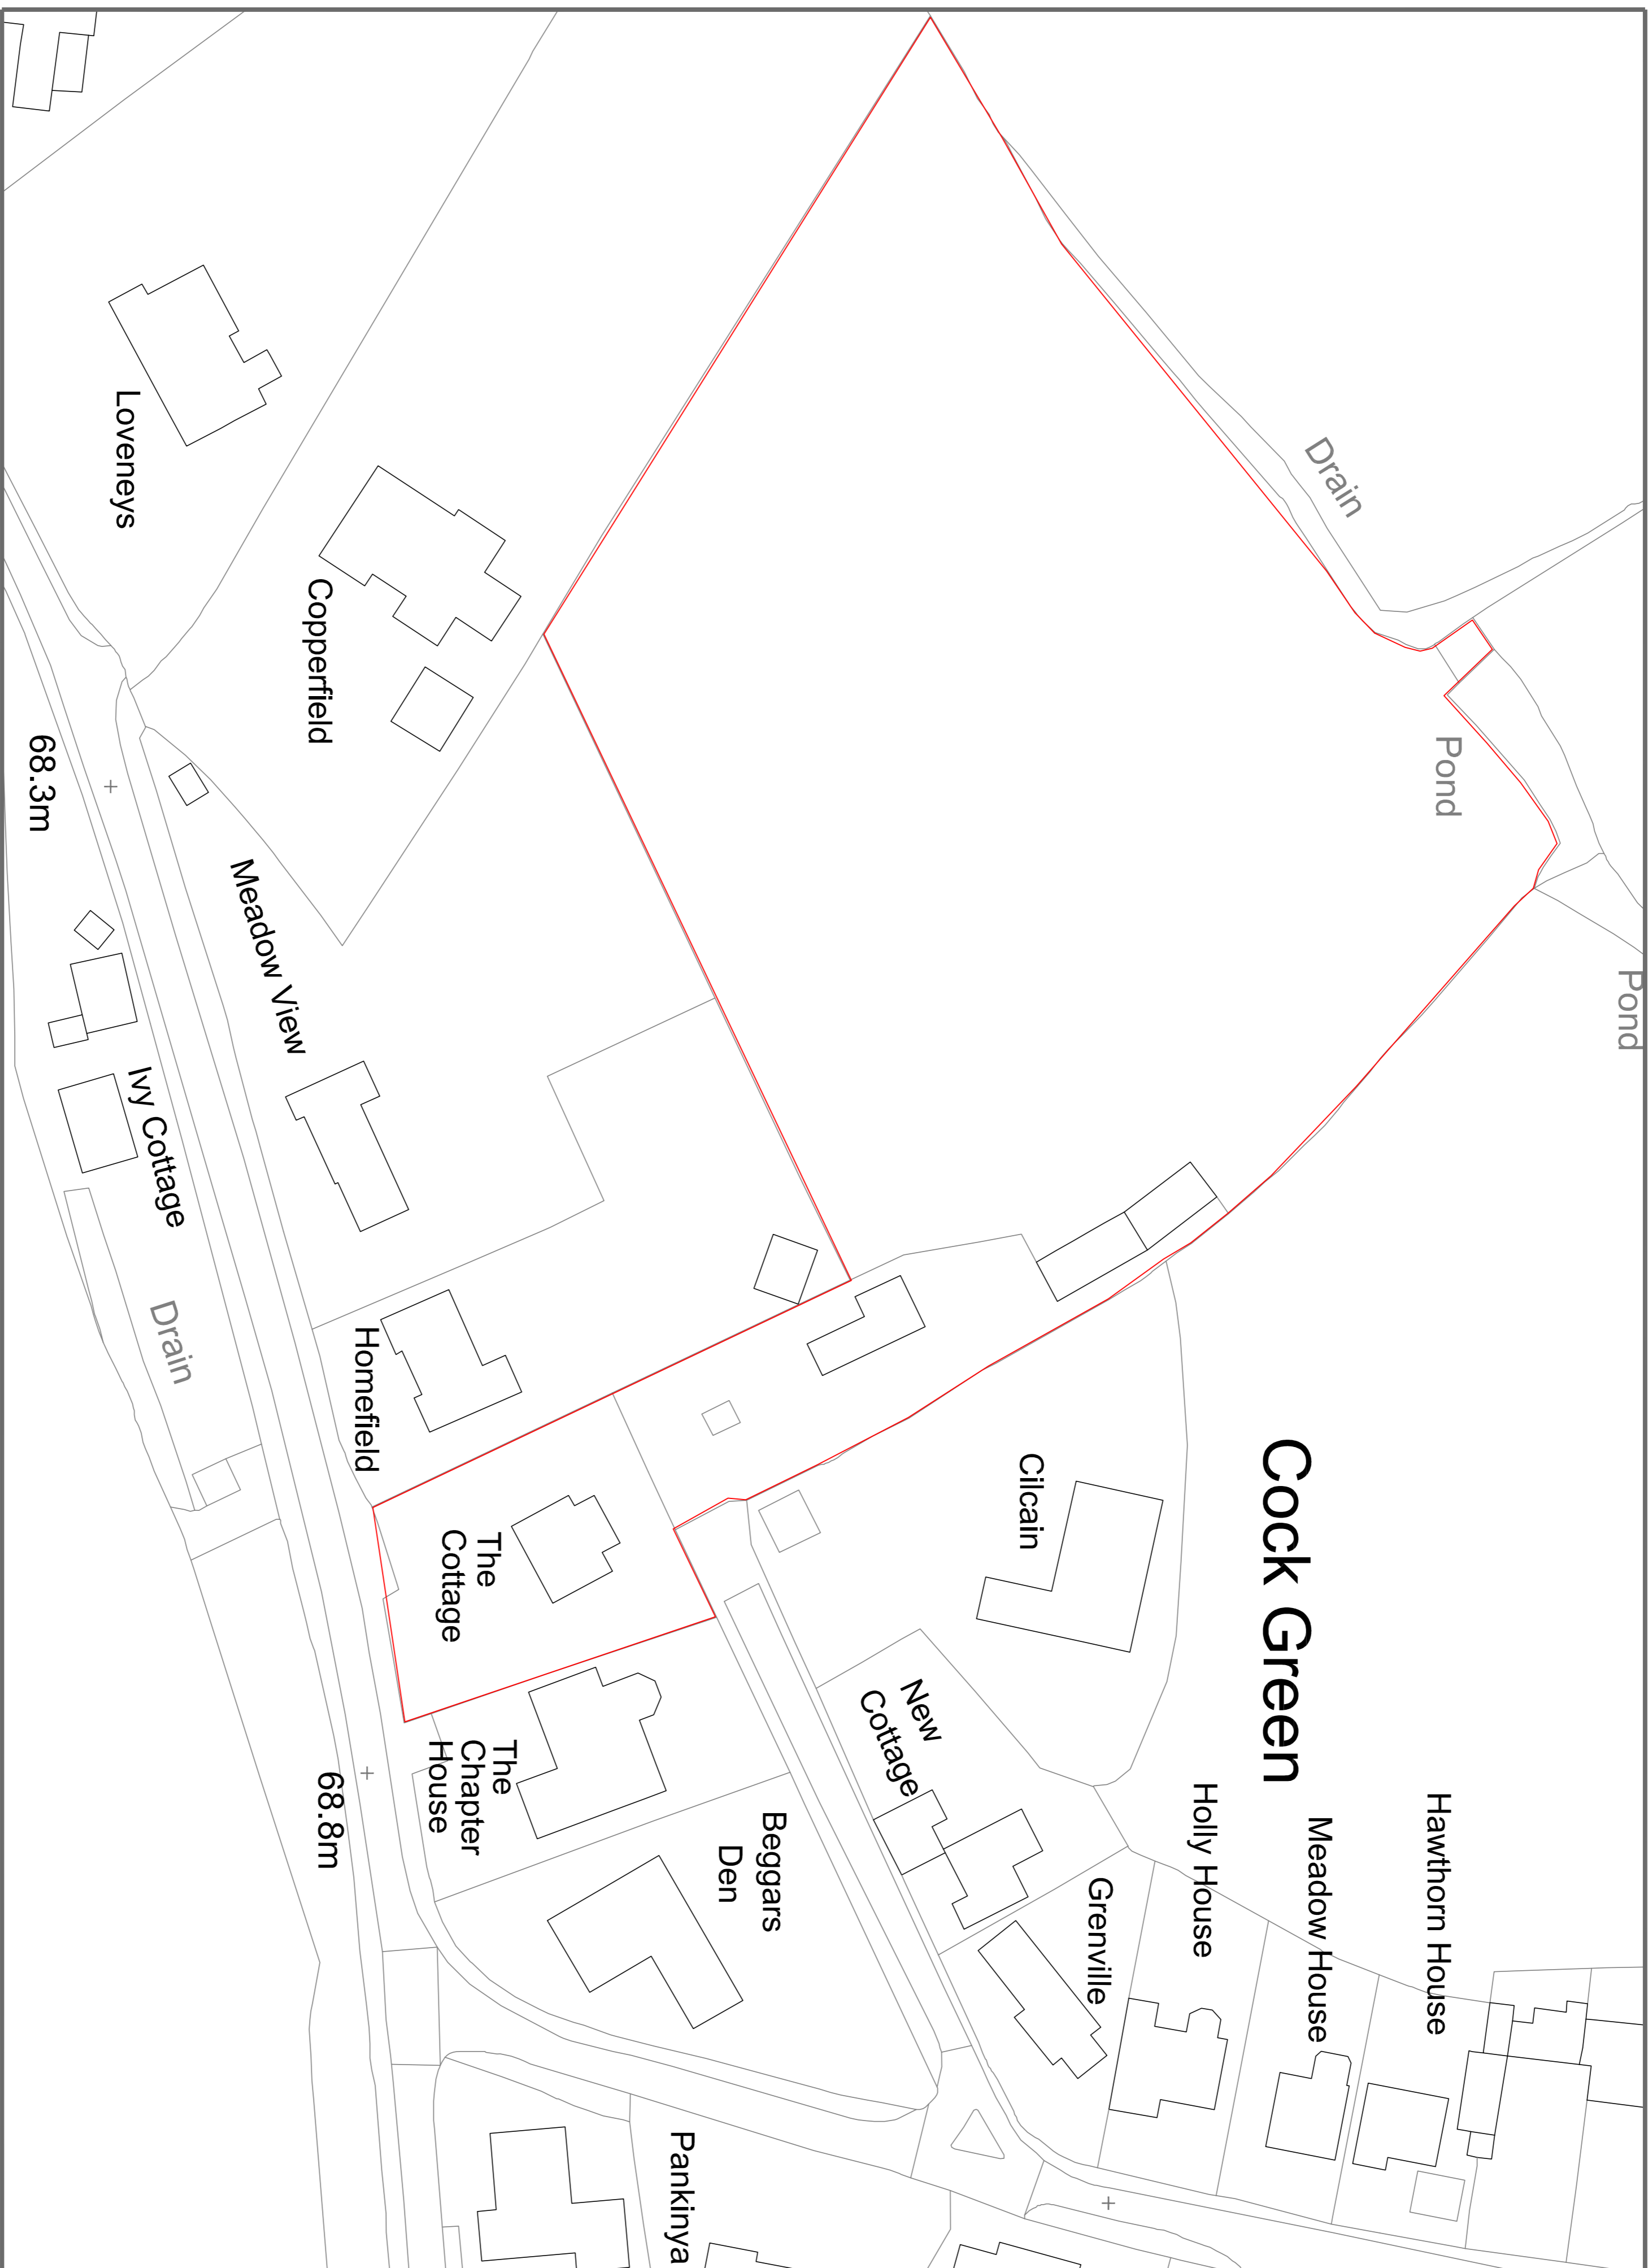 Drain
Pond
Pond
Loveneys
Copperfield
68.3m
Meadow View
Ivy Cottage
Drain
Homefield
Cock Green
Cilcain
The
Cottage
New
Cottage
The
Chapter
House
68.8m
Beggars
Den
Hawthorn House
Meadow House
Holly House
Grenville
Pankinya